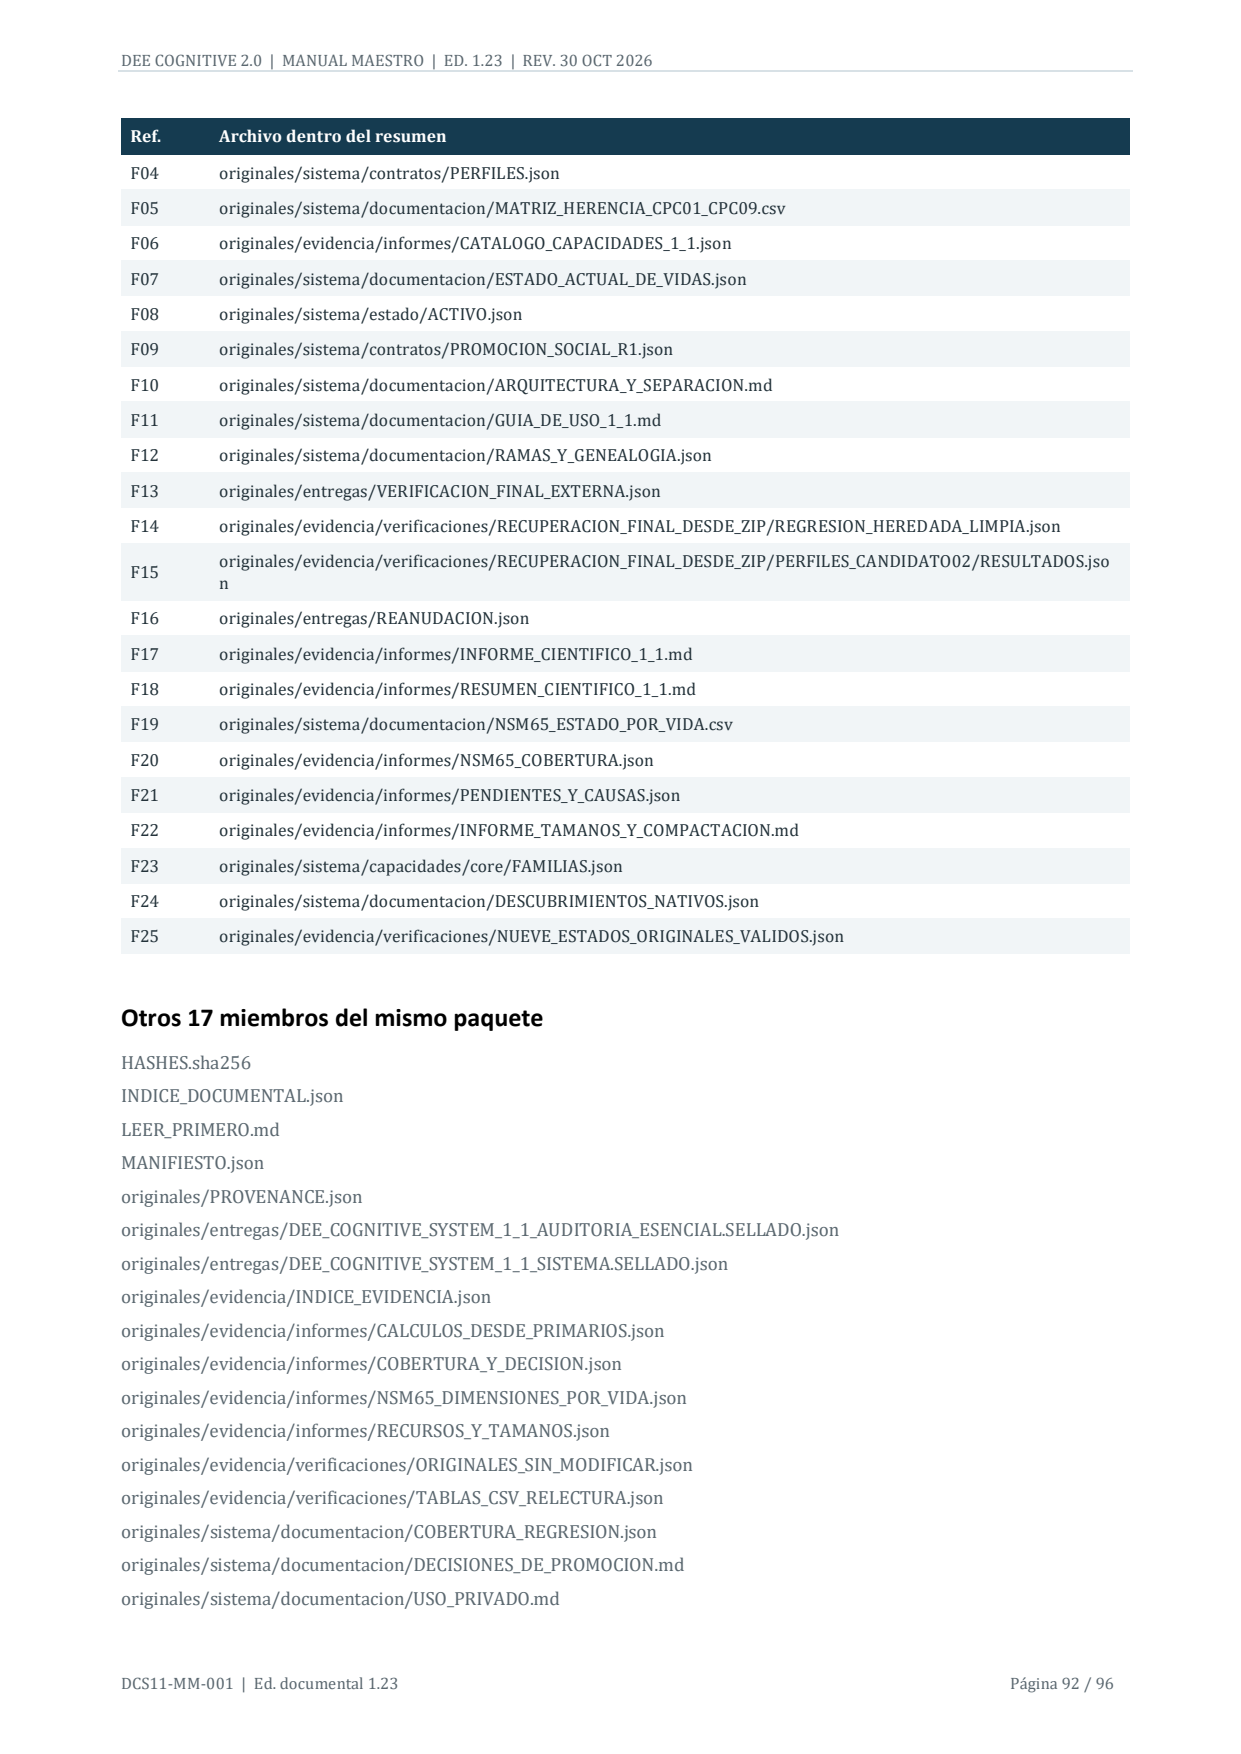 DEE COGNITIVE 2.0 | MANUAL MAESTRO | ED. 1.23 | REV. 30 OCT 2026
Ref. Archivo dentro del resumen
F04 originales/sistema/contratos/PERFILES.json
F05 originales/sistema/documentacion/MATRIZ_HERENCIA_CPC01_CPC09.csv
F06 originales/evidencia/informes/CATALOGO_CAPACIDADES_1_1.json
F07 originales/sistema/documentacion/ESTADO_ACTUAL_DE_VIDAS.json
F08 originales/sistema/estado/ACTIVO.json
F09 originales/sistema/contratos/PROMOCION_SOCIAL_R1.json
F10 originales/sistema/documentacion/ARQUITECTURA_Y_SEPARACION.md
F11 originales/sistema/documentacion/GUIA_DE_USO_1_1.md
F12 originales/sistema/documentacion/RAMAS_Y_GENEALOGIA.json
F13 originales/entregas/VERIFICACION_FINAL_EXTERNA.json
F14 originales/evidencia/verificaciones/RECUPERACION_FINAL_DESDE_ZIP/REGRESION_HEREDADA_LIMPIA.json
F15 originales/evidencia/verificaciones/RECUPERACION_FINAL_DESDE_ZIP/PERFILES_CANDIDATO02/RESULTADOS.jso
n
F16 originales/entregas/REANUDACION.json
F17 originales/evidencia/informes/INFORME_CIENTIFICO_1_1.md
F18 originales/evidencia/informes/RESUMEN_CIENTIFICO_1_1.md
F19 originales/sistema/documentacion/NSM65_ESTADO_POR_VIDA.csv
F20 originales/evidencia/informes/NSM65_COBERTURA.json
F21 originales/evidencia/informes/PENDIENTES_Y_CAUSAS.json
F22 originales/evidencia/informes/INFORME_TAMANOS_Y_COMPACTACION.md
F23 originales/sistema/capacidades/core/FAMILIAS.json
F24 originales/sistema/documentacion/DESCUBRIMIENTOS_NATIVOS.json
F25 originales/evidencia/verificaciones/NUEVE_ESTADOS_ORIGINALES_VALIDOS.json
Otros 17 miembros del mismo paquete
HASHES.sha256
INDICE_DOCUMENTAL.json
LEER_PRIMERO.md
MANIFIESTO.json
originales/PROVENANCE.json
originales/entregas/DEE_COGNITIVE_SYSTEM_1_1_AUDITORIA_ESENCIAL.SELLADO.json
originales/entregas/DEE_COGNITIVE_SYSTEM_1_1_SISTEMA.SELLADO.json
originales/evidencia/INDICE_EVIDENCIA.json
originales/evidencia/informes/CALCULOS_DESDE_PRIMARIOS.json
originales/evidencia/informes/COBERTURA_Y_DECISION.json
originales/evidencia/informes/NSM65_DIMENSIONES_POR_VIDA.json
originales/evidencia/informes/RECURSOS_Y_TAMANOS.json
originales/evidencia/verificaciones/ORIGINALES_SIN_MODIFICAR.json
originales/evidencia/verificaciones/TABLAS_CSV_RELECTURA.json
originales/sistema/documentacion/COBERTURA_REGRESION.json
originales/sistema/documentacion/DECISIONES_DE_PROMOCION.md
originales/sistema/documentacion/USO_PRIVADO.md
DCS11-MM-001 | Ed. documental 1.23 Página 92 / 96